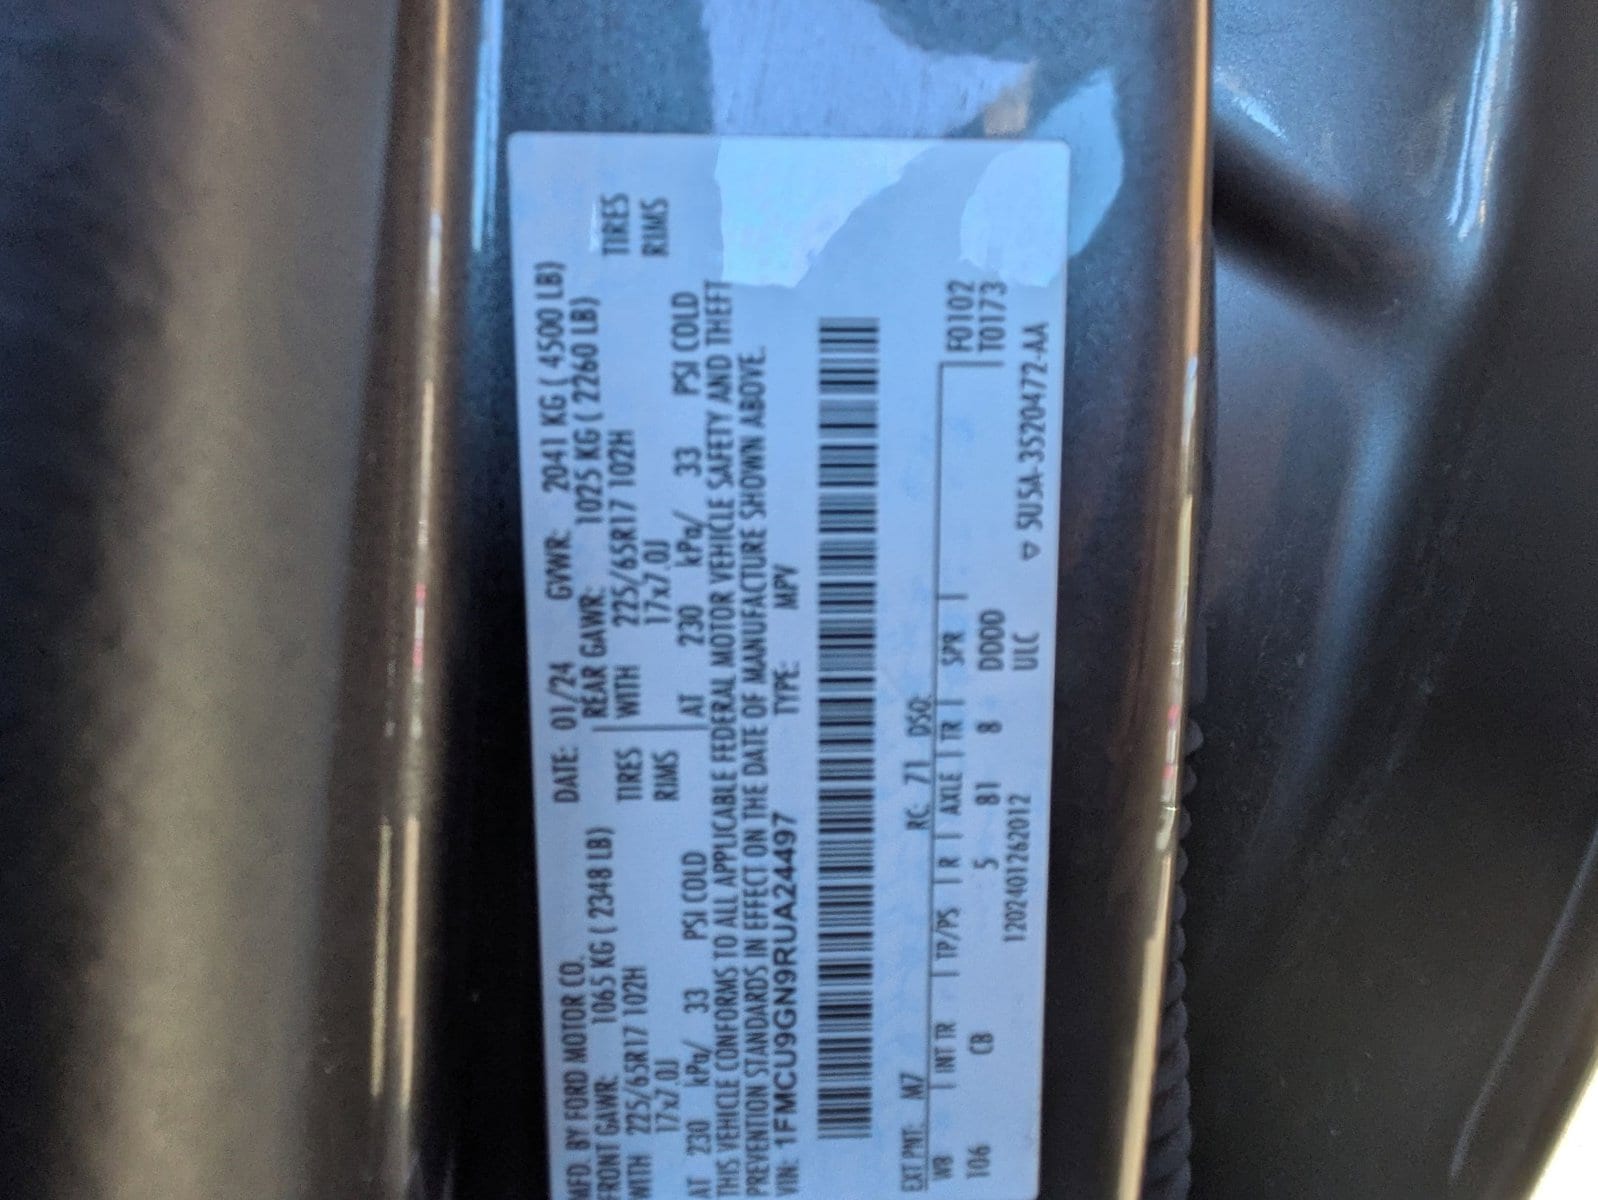 MFD. BY FORD MOTOR CO. DATE: 01/24 GVWR: 2041 KG ( 4500 LB)
FRONT GAWR: 1065 KG ( 2348 LB) REAR GAWR: 1025 KG ( 2260 LB)
WITH 225/65R17 102H TIRES WITH 225/65R17 102H TIRES
17x7.0J RIMS 17x7.0J RIMS
AT 230 kPa/ 33 PSI COLD AT 230 kPa/ 33 PSI COLD
THIS VEHICLE CONFORMS TO ALL APPLICABLE FEDERAL MOTOR VEHICLE SAFETY AND THEFT
PREVENTION STANDARDS IN EFFECT ON THE DATE OF MANUFACTURE SHOWN ABOVE.
VIN: 1FMCU9GN9RUA24497 TYPE: MPV
EXT PNT: M7 RC: 71 DSO: F0102
WB INT TR TP/PS R AXLE TR SPR T0173
106 CB 5 81 8 DDDD
1202401262012 ULC 5U5A-3520472-AA